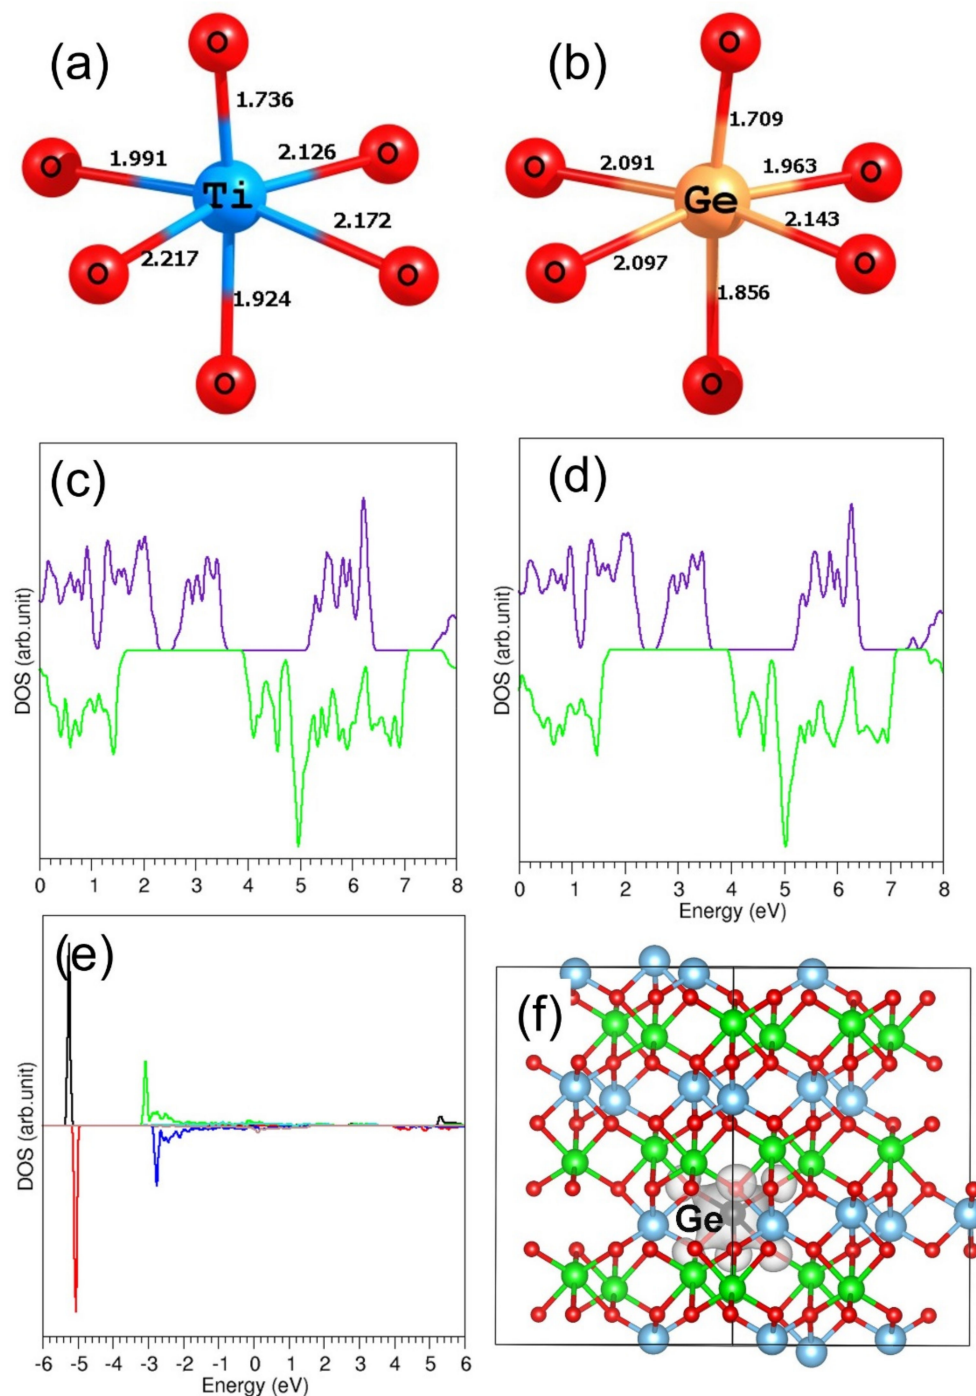 (a)
(b)
O
O
1.736
1.709
O
1.991
2.126
O
O
2.091
1.963
O
Ti
Ge
O
2.217
2.172
O
O
2.097
2.143
O
1.924
1.856
O
O
(c)
(d)
DOS (arb.unit)
DOS (arb.unit)
0 1 2 3 4 5 6 7 8
0 1 2 3 4 5 6 7 8
Energy (eV)
(e)
(f)
DOS (arb.unit)
Ge
-6 -5 -4 -3 -2 -1 0 1 2 3 4 5 6
Energy (eV)